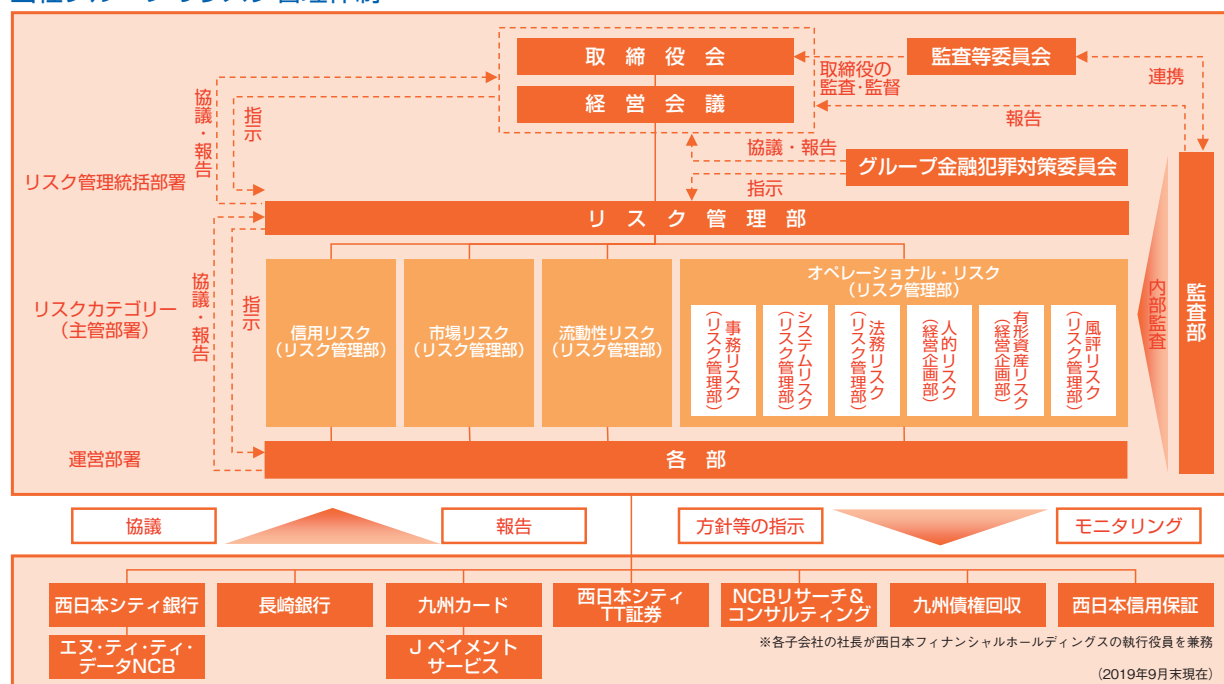 取締役会
経営会議
監査等委員会
取締役の
監査・監督
連携
報告
協議・報告
指示
協議・報告
グループ金融犯罪対策委員会
指示
リスク管理統括部署
リスク管理部
協議・報告
指示
リスクカテゴリー
(主管部署)
信用リスク
(リスク管理部)
市場リスク
(リスク管理部)
流動性リスク
(リスク管理部)
オペレーショナル・リスク
(リスク管理部)
事務リスク
(リスク管理部)
システムリスク
(リスク管理部)
法務リスク
(リスク管理部)
人的リスク
(経営企画部)
有形資産リスク
(経営企画部)
風評リスク
(リスク管理部)
内部監査
監査部
運営部署
各部
協議
報告
方針等の指示
モニタリング
西日本シティ銀行
長崎銀行
九州カード
西日本シティ
TT証券
NCBリサーチ&
コンサルティング
九州債権回収
西日本信用保証
エヌ・ティ・ティ・
データNCB
J ペイメント
サービス
※各子会社の社長が西日本フィナンシャルホールディングスの執行役員を兼務
(2019年9月末現在)